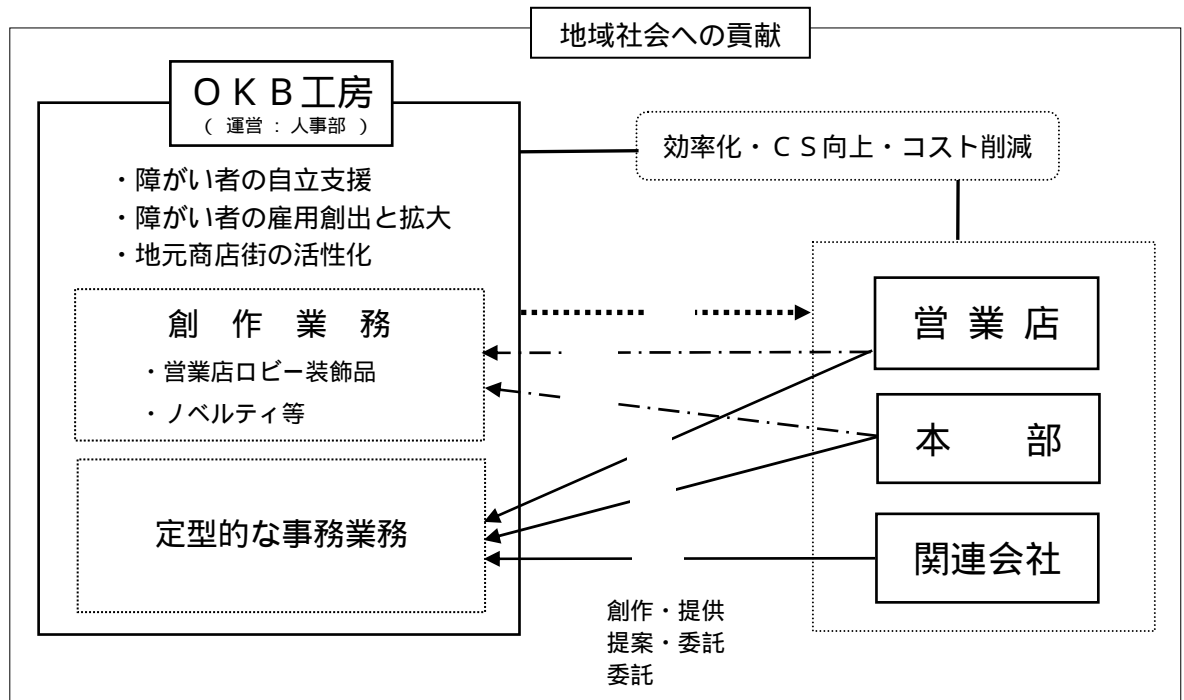 地域社会への貢献
ＯＫＢ工房
（ 運営 : 人事部 ）
・障がい者の自立支援
・障がい者の雇用創出と拡大
・地元商店街の活性化
創 作 業 務
・営業店ロビー装飾品
・ノベルティ等
定型的な事務業務
効率化・ＣＳ向上・コスト削減
営 業 店
本　　部
関連会社
創作・提供
提案・委託
委託